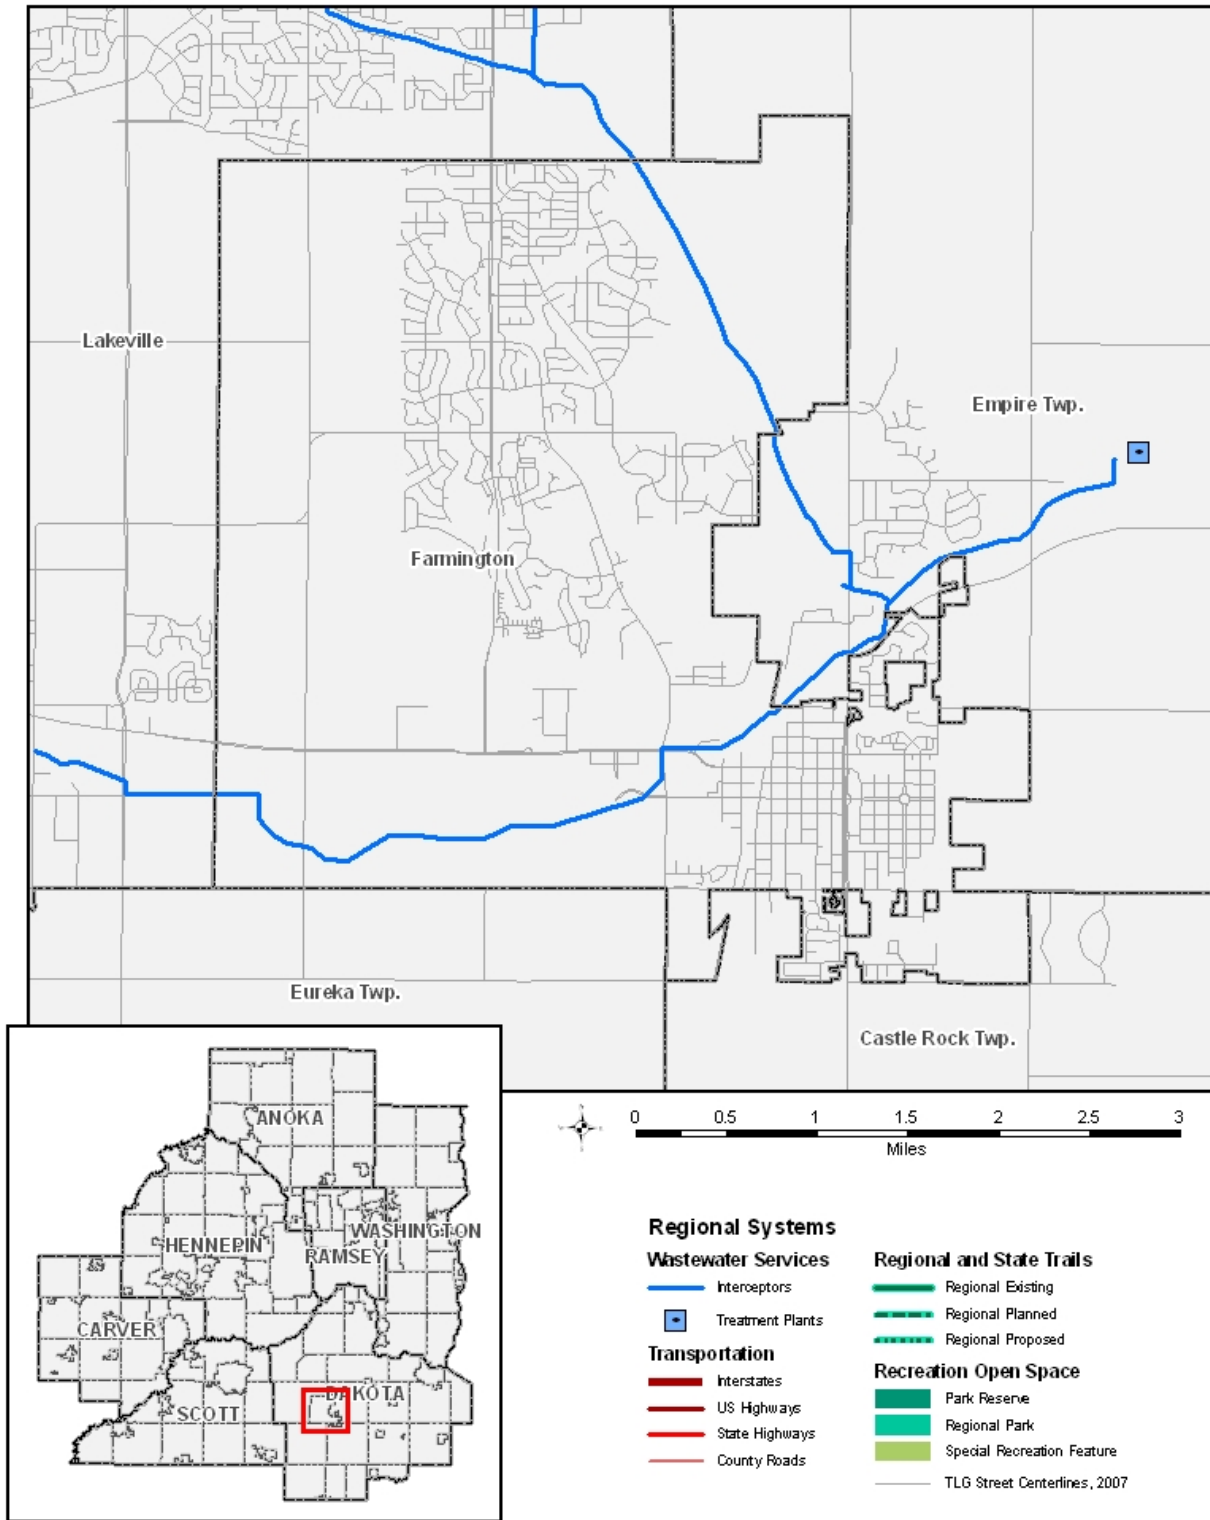 Lakeville
Empire Twp.
Farmington
Eureka Twp.
Castle Rock Twp.
ANOKA
WASHINGTON
HENNEPIN
RAMSEY
CARVER
DAKOTA
SCOTT
0 0.5 1 1.5 2 2.5 3
Miles
Regional Systems
Wastewater Services
Interceptors
Treatment Plants
Transportation
Interstates
US Highways
State Highways
County Roads
Regional and State Trails
Regional Existing
Regional Planned
Regional Proposed
Recreation Open Space
Park Reserve
Regional Park
Special Recreation Feature
TLG Street Centerlines, 2007